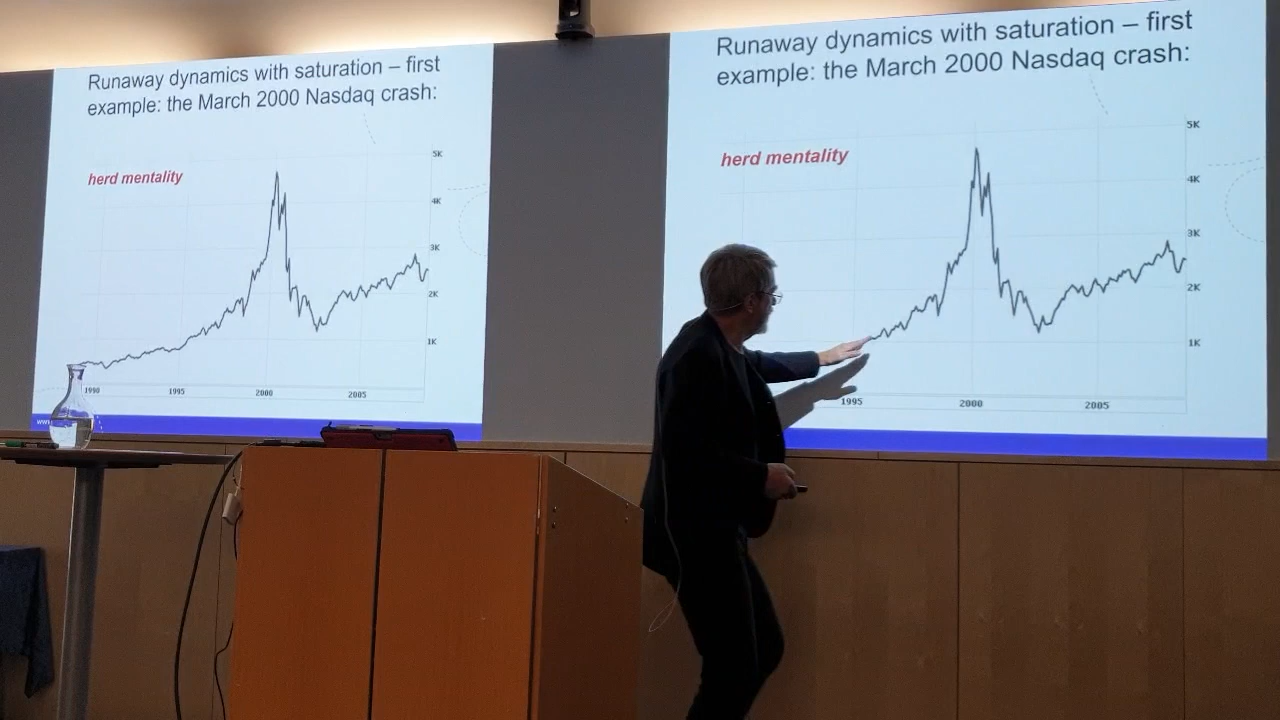 Runaway dynamics with saturation – first
example: the March 2000 Nasdaq crash:
herd mentality
5K
4K
3K
2K
1K
1990
1995
2000
2005
Runaway dynamics with saturation – first
example: the March 2000 Nasdaq crash:
herd mentality
5K
4K
3K
2K
1K
1995
2000
2005